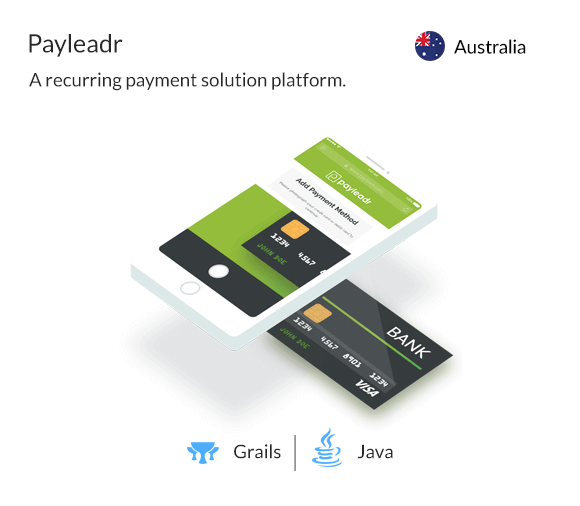 Payleadr
Australia
A recurring payment solution platform.
payleadr
Add Payment Method
1234 4567
JOHN DOE
BANK
1234 4567 8901 1234
JOHN DOE
VISA
Grails
Java